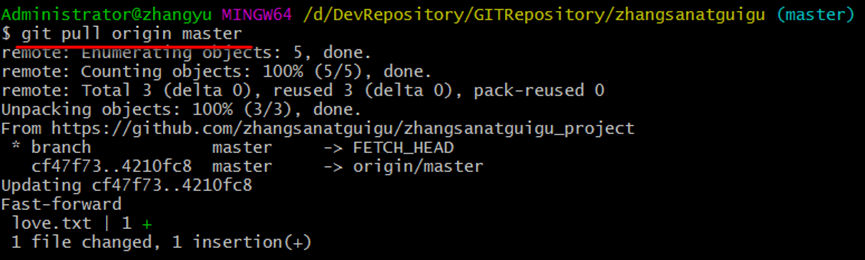 Administrator@zhangyu MINGW64 /d/DevRepository/GITRepository/zhangsanatguigu (master)
$ git pull origin master
remote: Enumerating objects: 5, done.
remote: Counting objects: 100% (5/5), done.
remote: Total 3 (delta 0), reused 3 (delta 0), pack-reused 0
Unpacking objects: 100% (3/3), done.
From https://github.com/zhangsanatguigu/zhangsanatguigu_project
 * branch            master     -> FETCH_HEAD
   cf47f73..4210fc8  master     -> origin/master
Updating cf47f73..4210fc8
Fast-forward
 love.txt | 1 +
 1 file changed, 1 insertion(+)